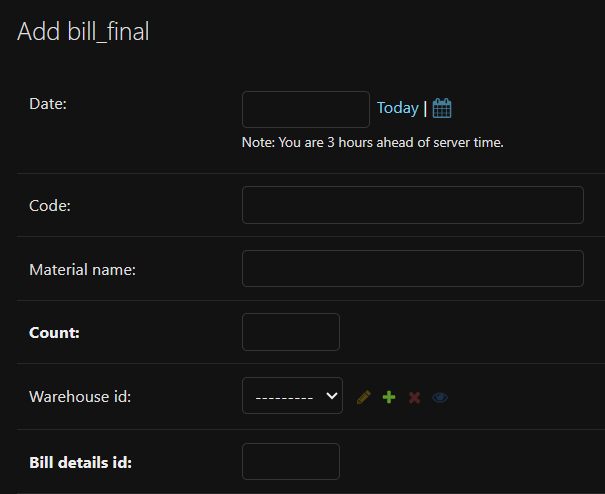 Add bill_final
Date:
Today |
Note: You are 3 hours ahead of server time.
Code:
Material name:
Count:
Warehouse id:
---------
Bill details id: